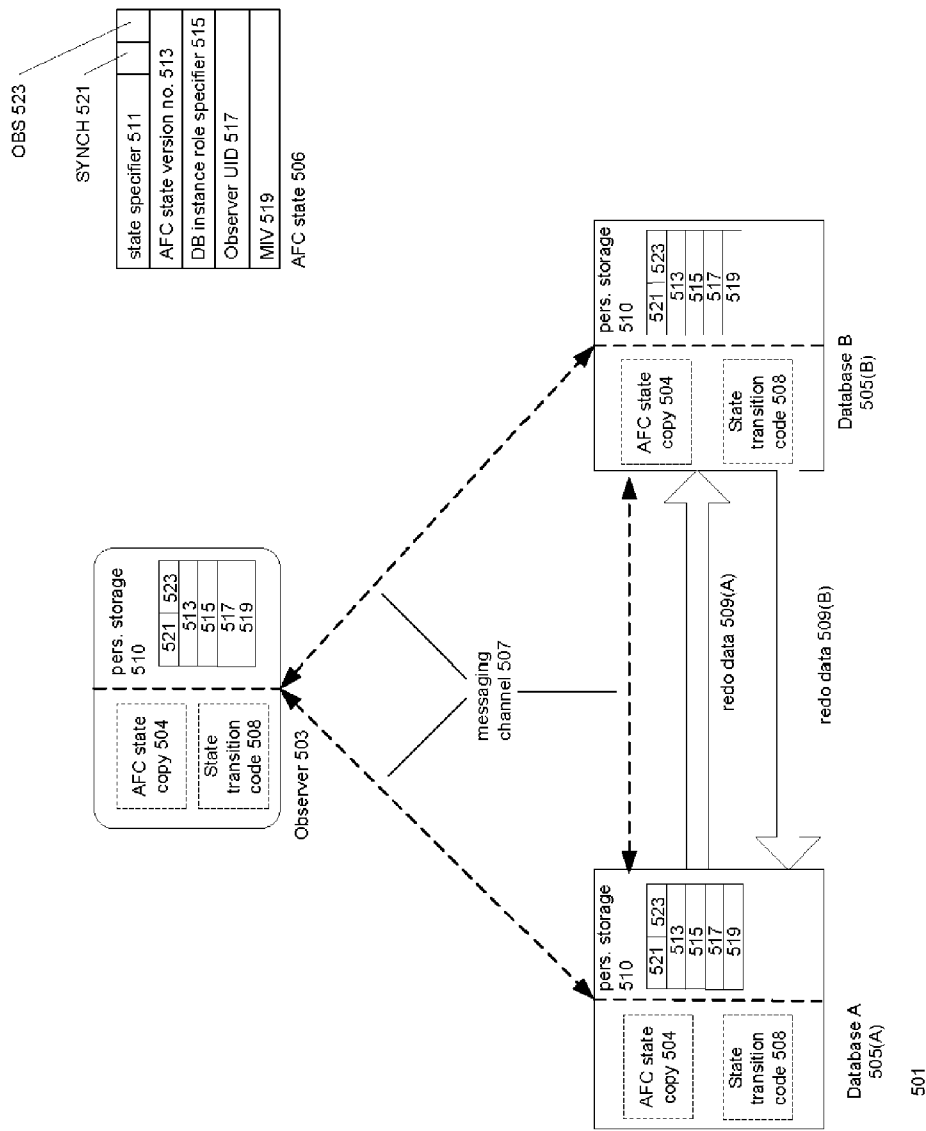 OBS 523
SYNCH 521
state specifier 511
AFC state version no. 513
DB instance role specifier 515
Observer UID 517
MIV 519
AFC state 506
AFC state
copy 504
State
transition
code 508
pers. storage
510
521 523
513
515
517
519
Observer 503
messaging
channel 507
AFC state
copy 504
State
transition
code 508
pers. storage
510
521 523
513
515
517
519
Database A
505(A)
redo data 509(A)
redo data 509(B)
AFC state
copy 504
State
transition
code 508
pers. storage
510
521 523
513
515
517
519
Database B
505(B)
501